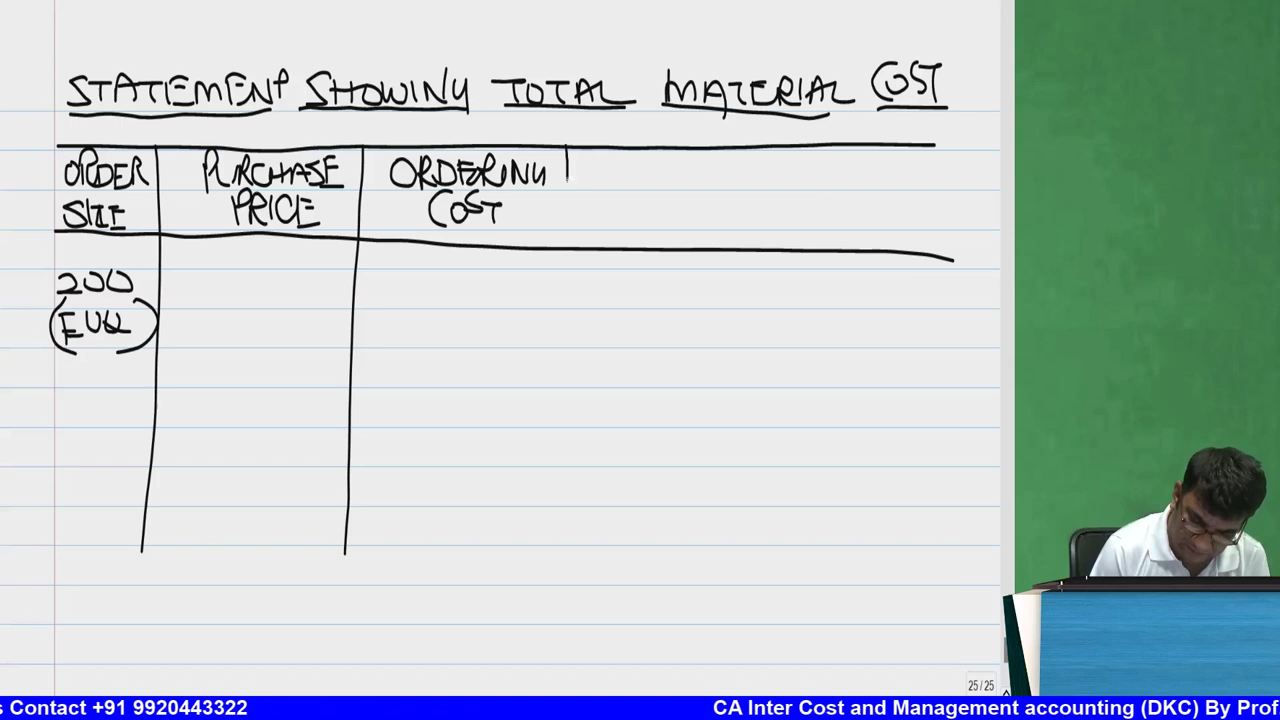 STATEMENT SHOWING TOTAL MATERIAL COST
ORDER SIZE
PURCHASE PRICE
ORDERING COST
200
(EOQ)
25/25
s Contact +91 9920443322
CA Inter Cost and Management accounting (DKC) By Prof